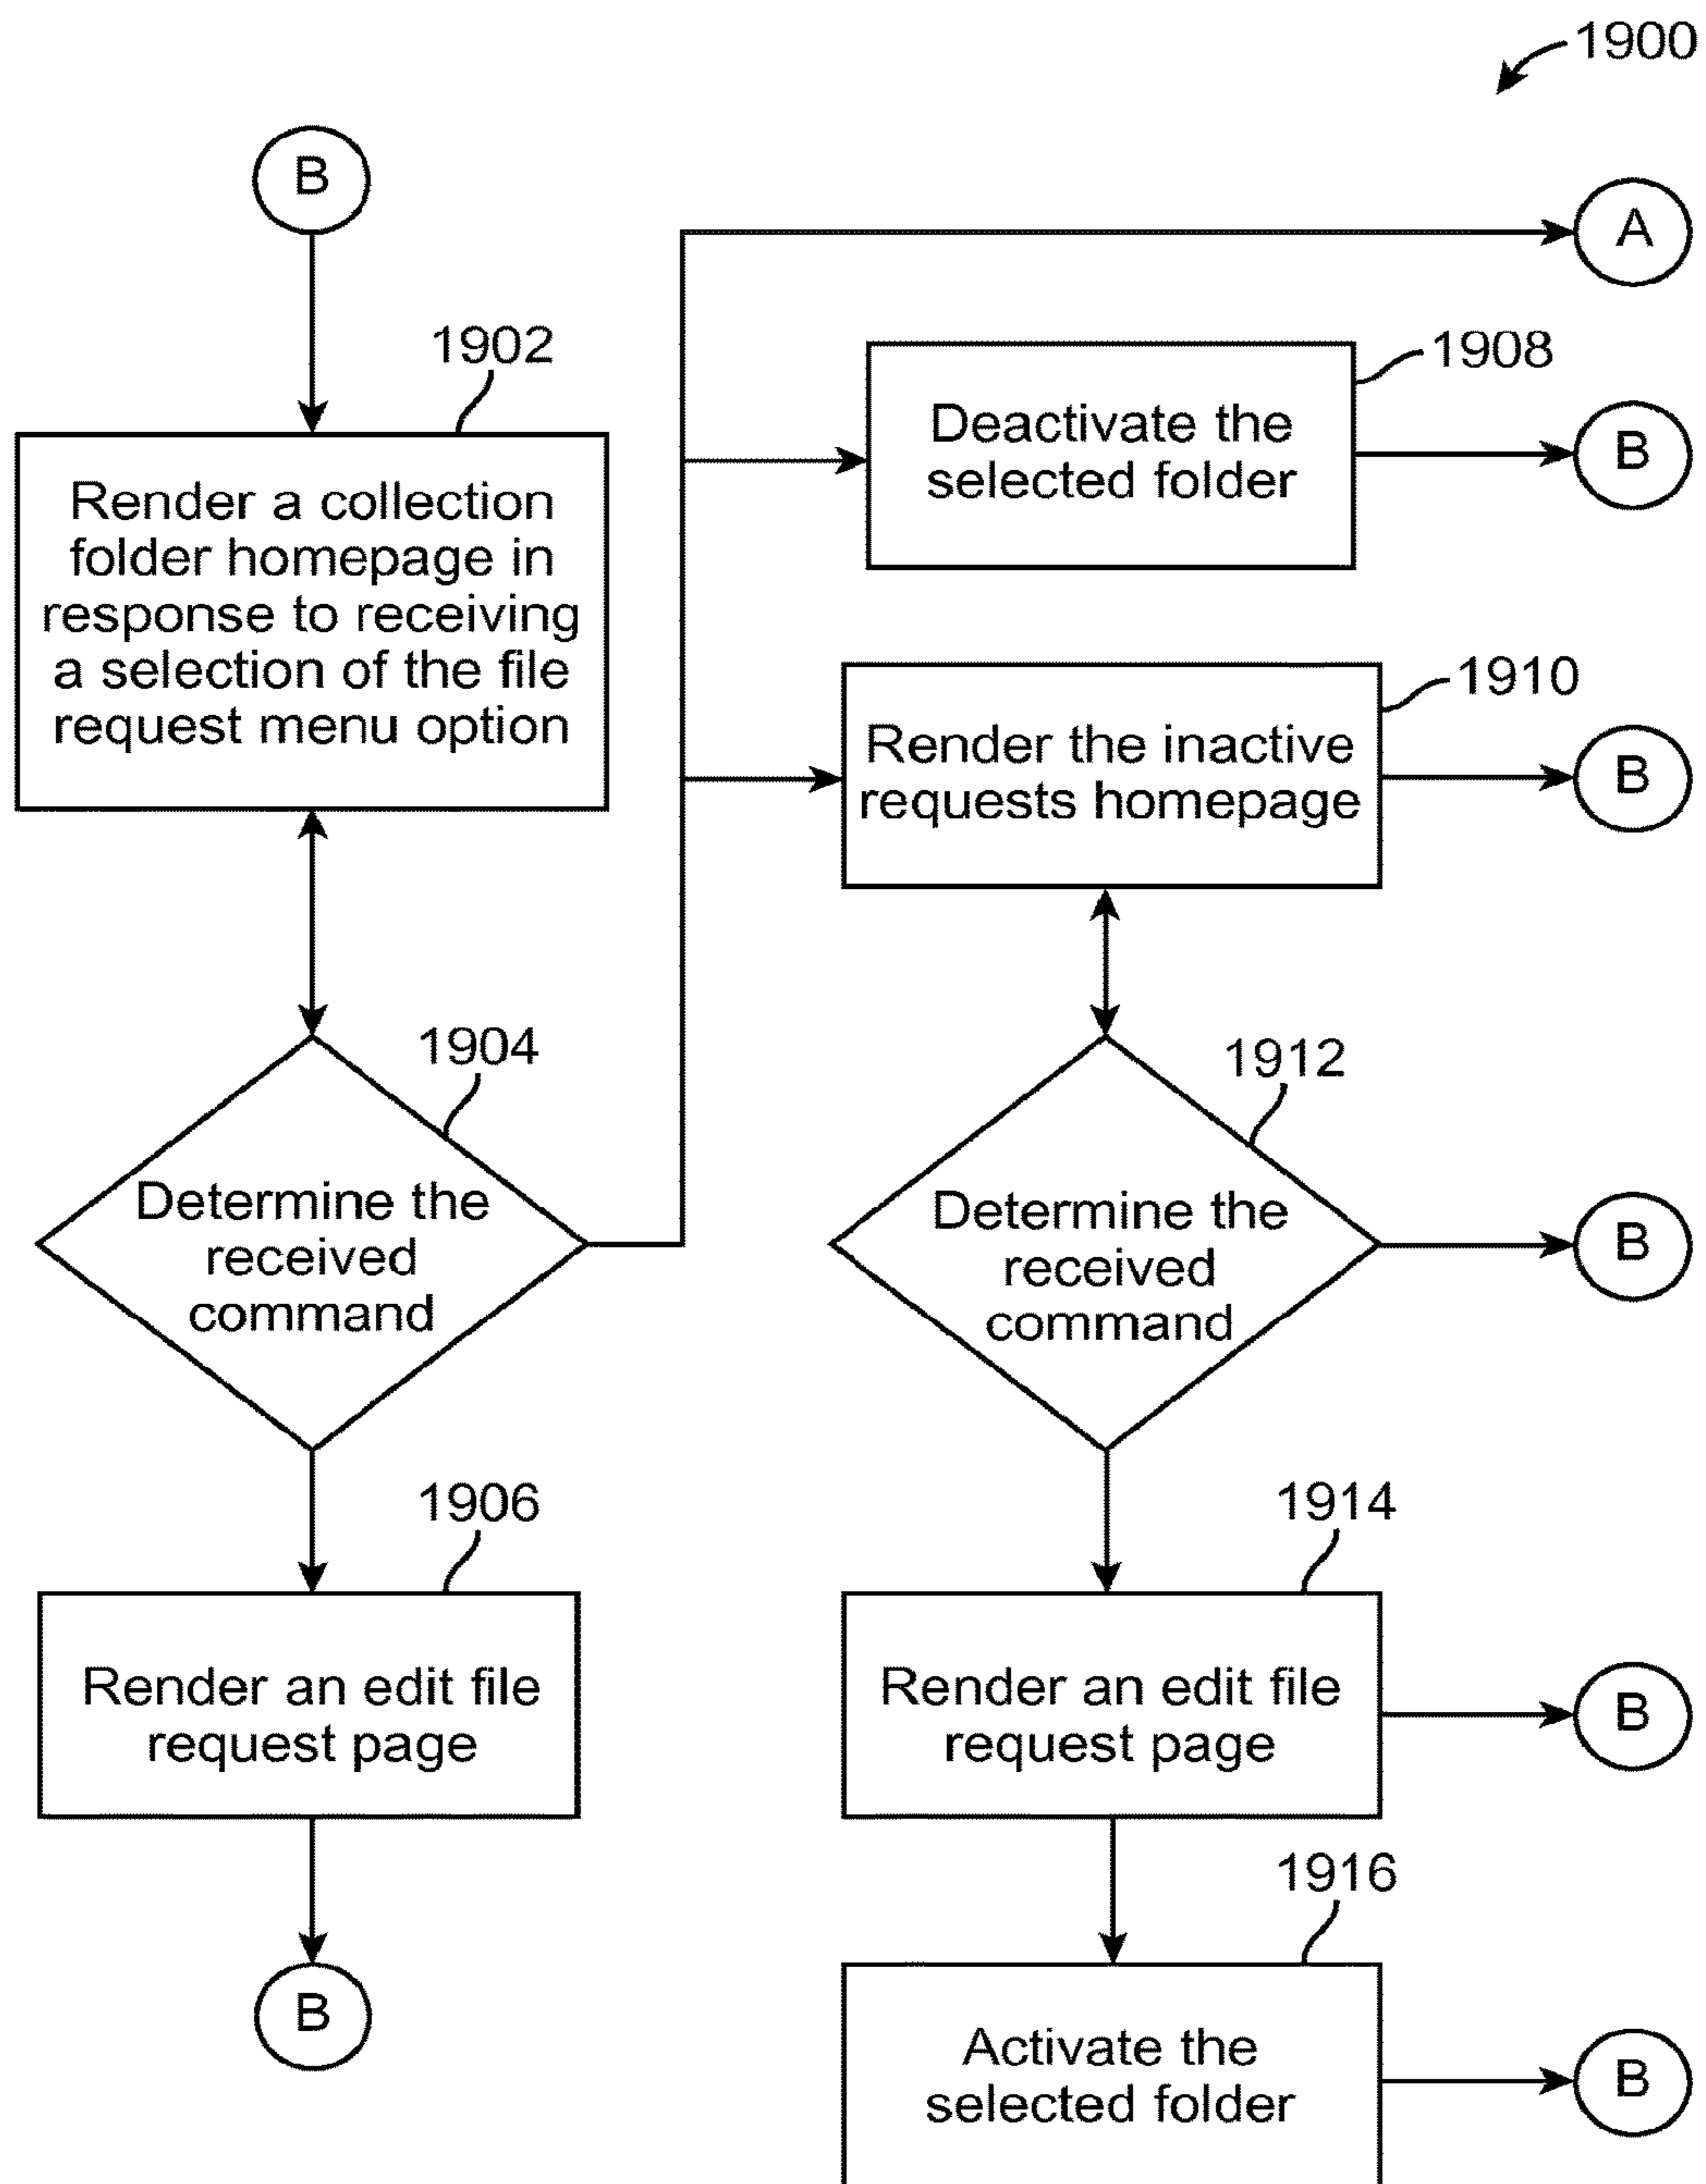 1900
B
A
1902
Render a collection
folder homepage in
response to receiving
a selection of the file
request menu option
1908
Deactivate the
selected folder
B
1910
Render the inactive
requests homepage
B
1904
Determine the
received
command
1912
Determine the
received
command
B
1906
Render an edit file
request page
1914
Render an edit file
request page
B
B
1916
Activate the
selected folder
B